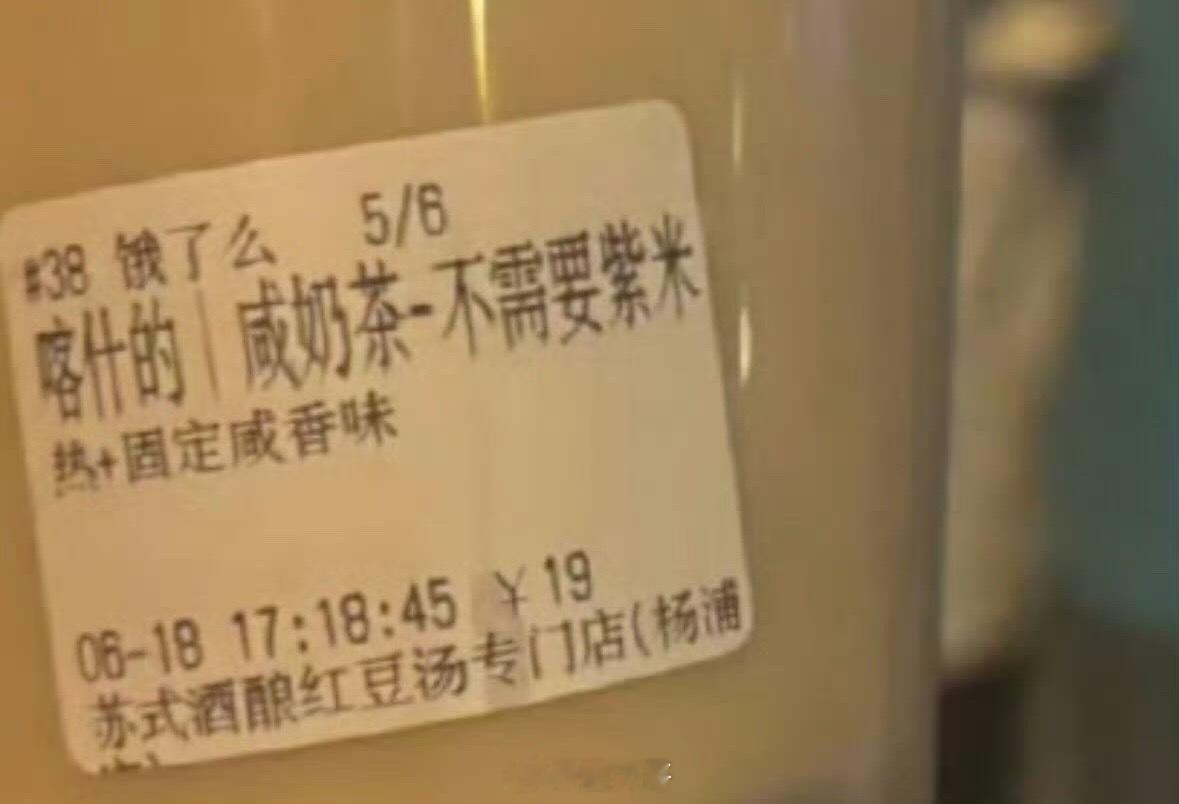 #38 饿了么 5/6
喀什的｜咸奶茶-不需要紫米
热+固定咸香味
06-18 17:18:45 ￥19
苏式酒酿红豆汤专门店(杨浦